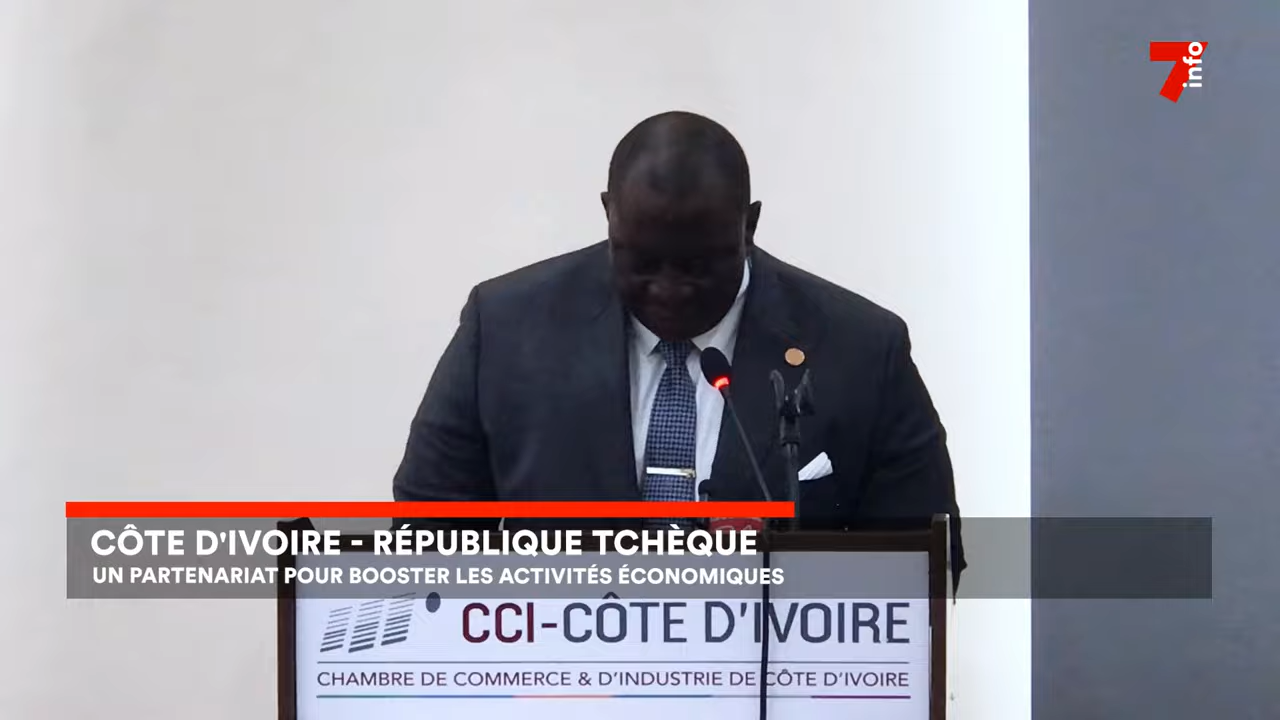 7
info
CÔTE D'IVOIRE - RÉPUBLIQUE TCHÈQUE
UN PARTENARIAT POUR BOOSTER LES ACTIVITÉS ÉCONOMIQUES
CCI-CÔTE D'IVOIRE
CHAMBRE DE COMMERCE & D'INDUSTRIE DE CÔTE D'IVOIRE